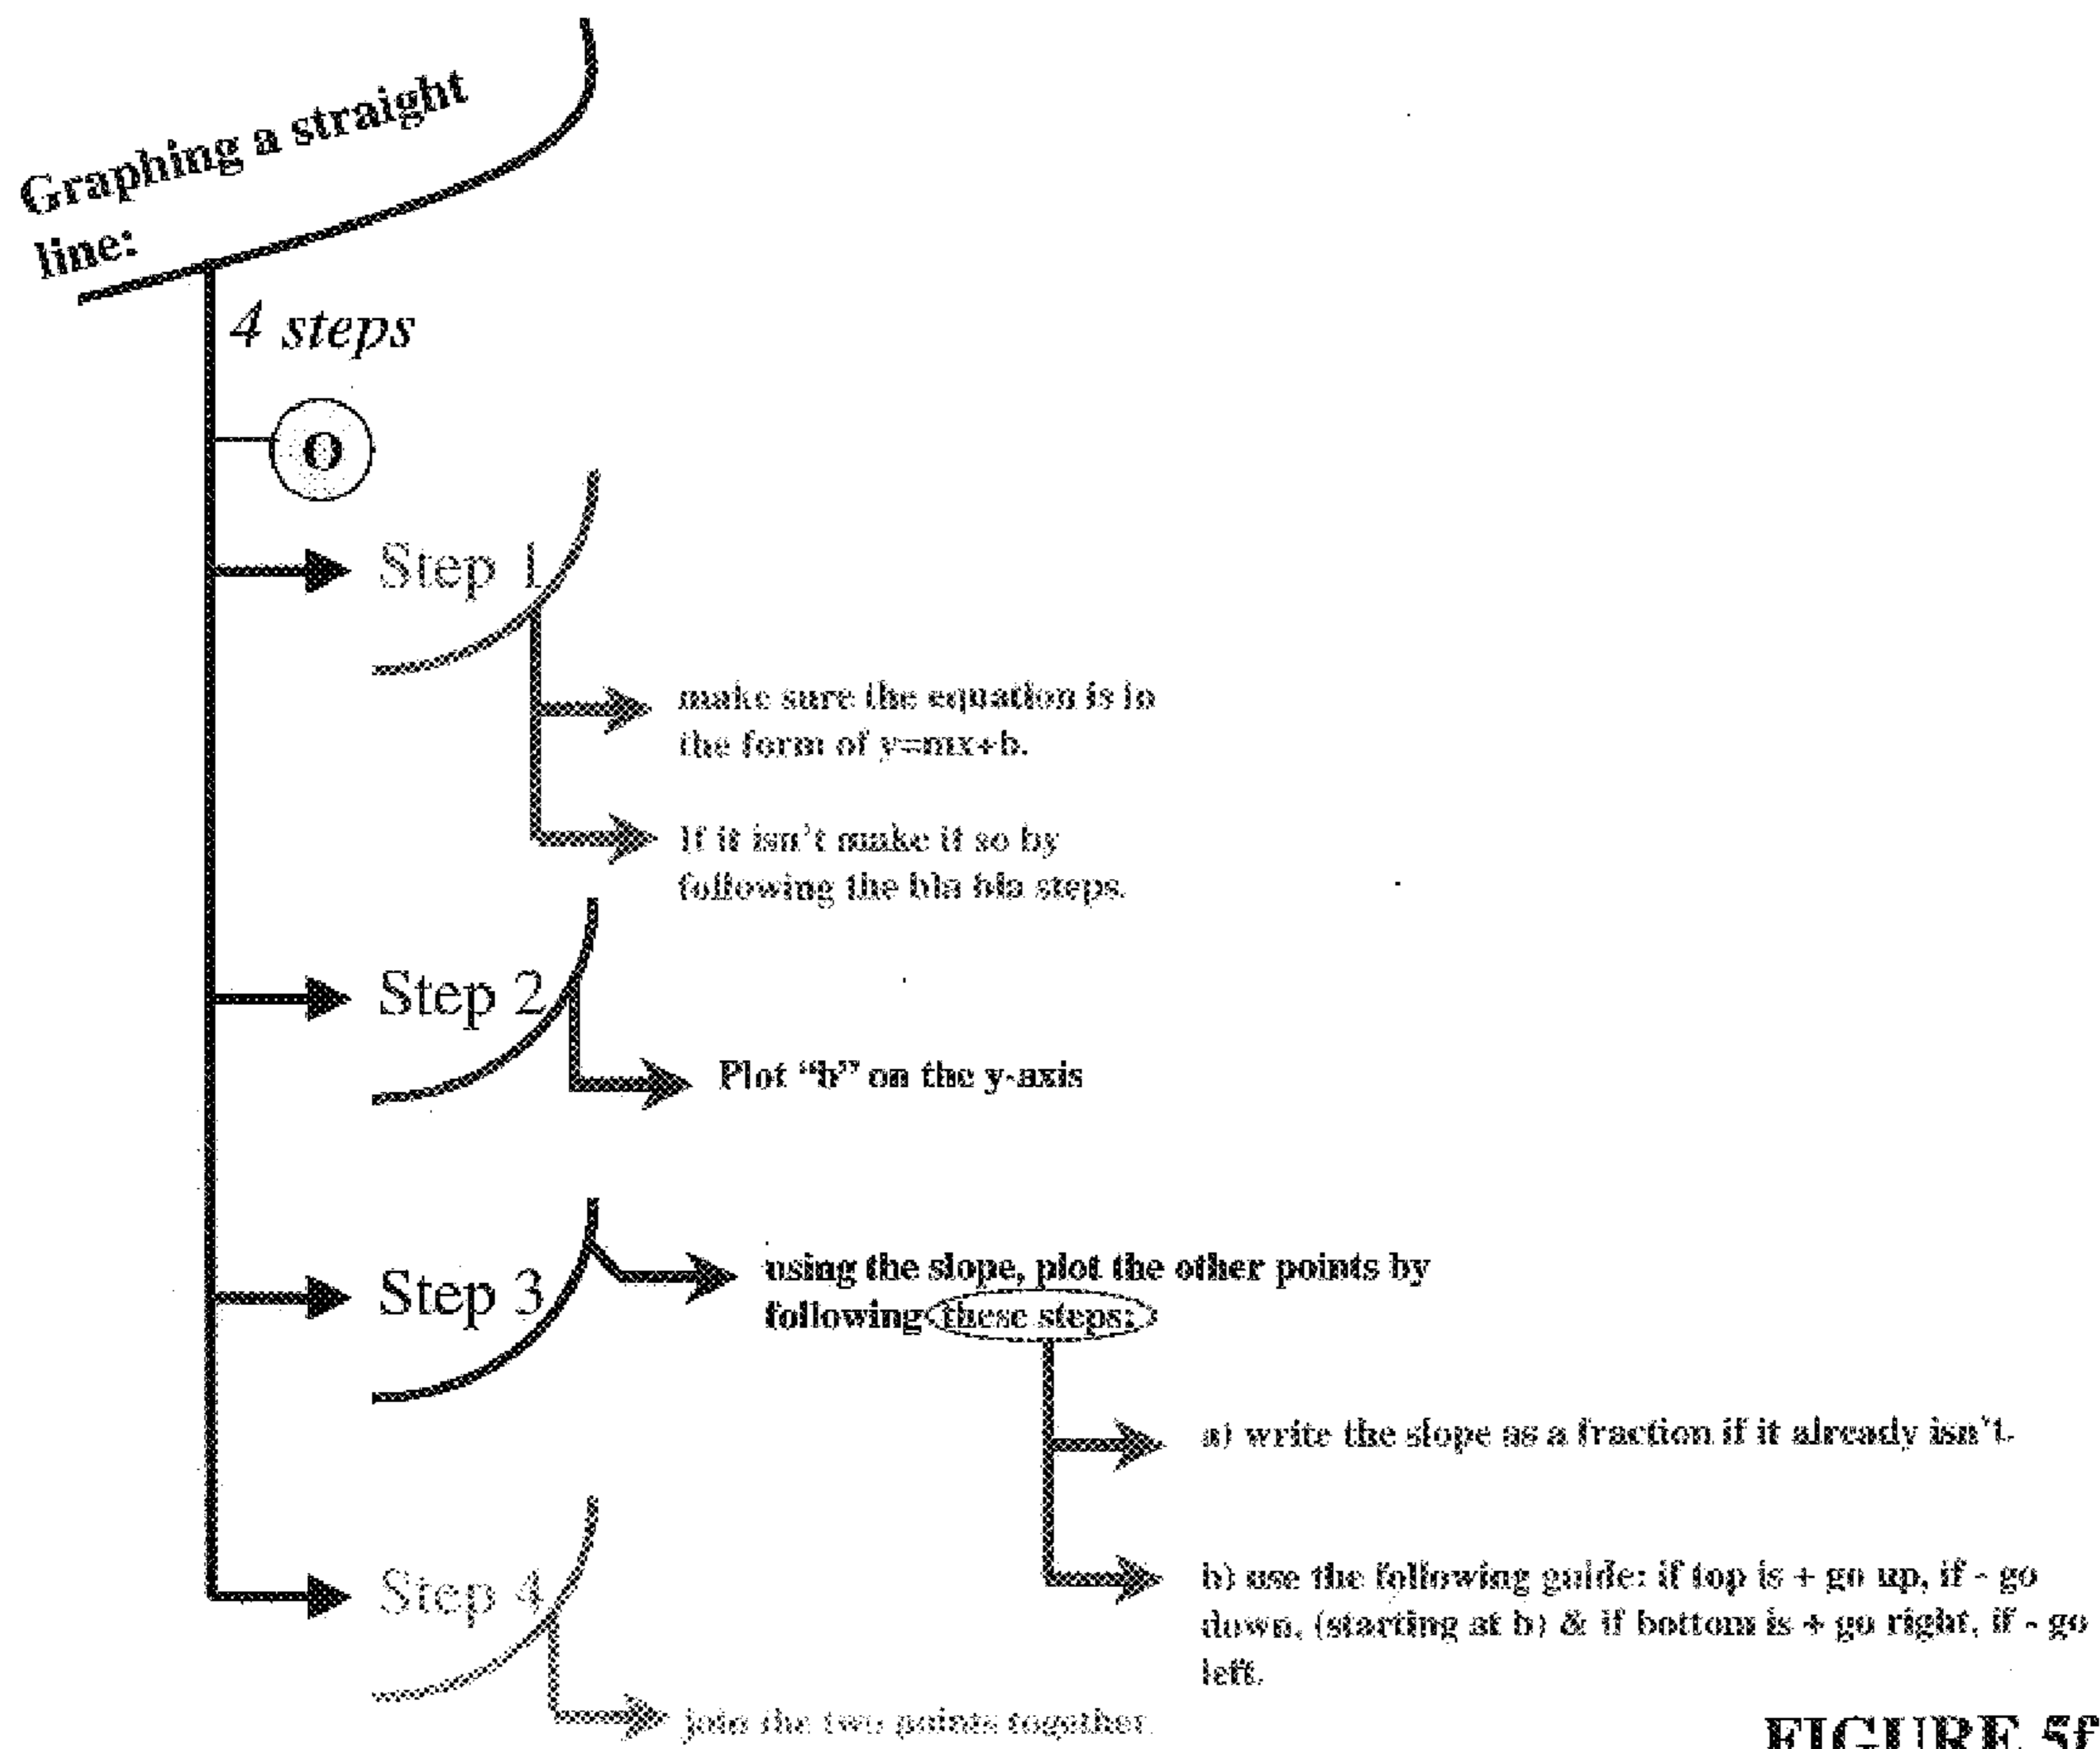 Graphing a straight
line:
4 steps
O
Step 1
make sure the equation is in
the form of y=mx+b.
If it isn't make it so by
following the bla bla steps.
Step 2
Plot “b” on the y-axis
Step 3
using the slope, plot the other points by
following these steps:
a) write the slope as a fraction if it already isn't.
b) use the following guide: if top is + go up, if - go
down, (starting at b) & if bottom is + go right, if - go
left.
Step 4
join the two points together.
FIGURE 5f